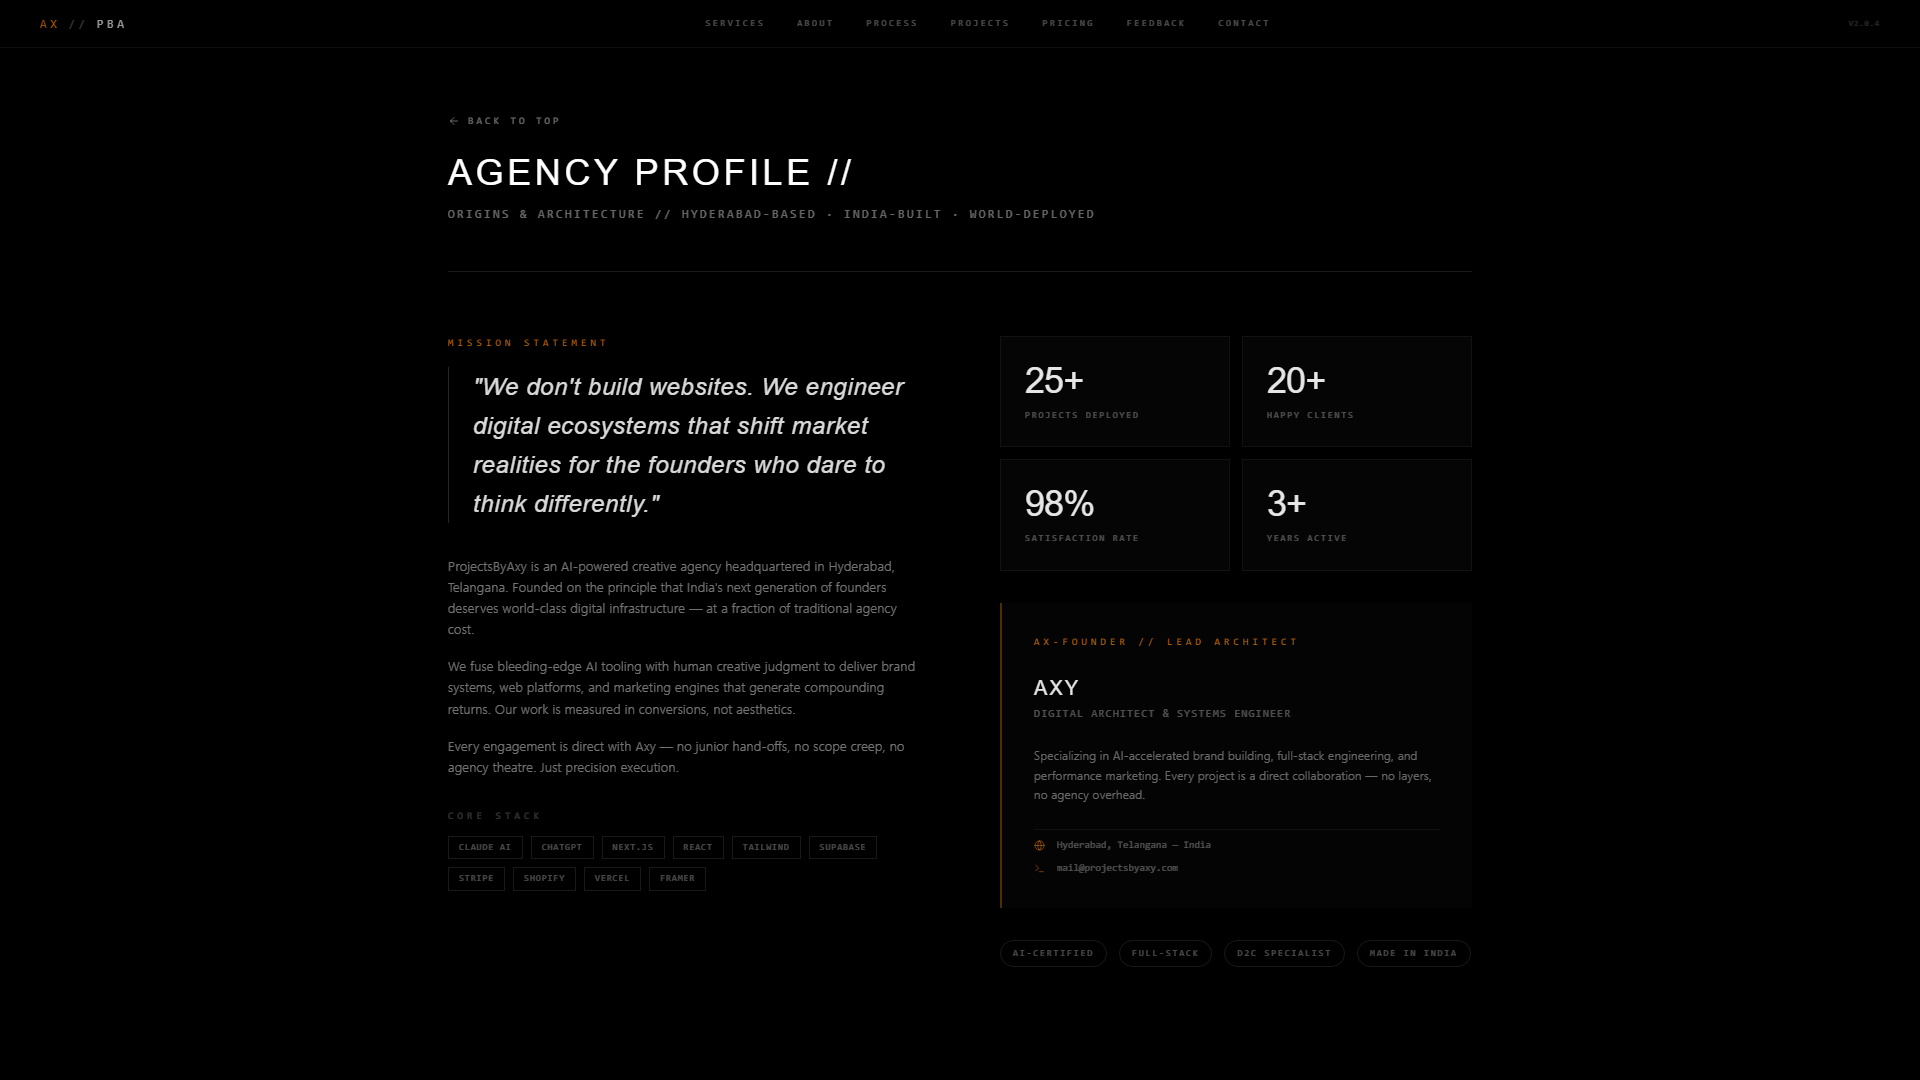 AX // PBA
SERVICES ABOUT PROCESS PROJECTS PRICING FEEDBACK CONTACT
V2.0.4
← BACK TO TOP
AGENCY PROFILE //
ORIGINS & ARCHITECTURE // HYDERABAD-BASED · INDIA-BUILT · WORLD-DEPLOYED
MISSION STATEMENT
"We don't build websites. We engineer
digital ecosystems that shift market
realities for the founders who dare to
think differently."
ProjectsByAxy is an AI-powered creative agency headquartered in Hyderabad,
Telangana. Founded on the principle that India's next generation of founders
deserves world-class digital infrastructure — at a fraction of traditional agency
cost.
We fuse bleeding-edge AI tooling with human creative judgment to deliver brand
systems, web platforms, and marketing engines that generate compounding
returns. Our work is measured in conversions, not aesthetics.
Every engagement is direct with Axy — no junior hand-offs, no scope creep, no
agency theatre. Just precision execution.
CORE STACK
CLAUDE AI CHATGPT NEXT.JS REACT TAILWIND SUPABASE
STRIPE SHOPIFY VERCEL FRAMER
25+
PROJECTS DEPLOYED
20+
HAPPY CLIENTS
98%
SATISFACTION RATE
3+
YEARS ACTIVE
AX-FOUNDER // LEAD ARCHITECT
AXY
DIGITAL ARCHITECT & SYSTEMS ENGINEER
Specializing in AI-accelerated brand building, full-stack engineering, and
performance marketing. Every project is a direct collaboration — no layers,
no agency overhead.
Hyderabad, Telangana — India
mail@projectsbyaxy.com
AI-CERTIFIED FULL-STACK D2C SPECIALIST MADE IN INDIA